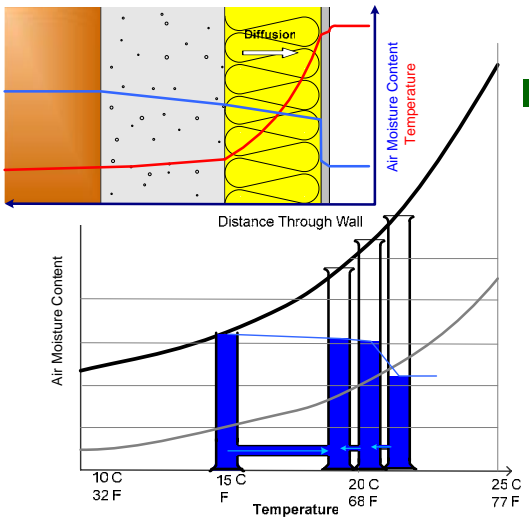 Diffusion
Air Moisture Content
Temperature
Distance Through Wall
Air Moisture Content
10 C
32 F
15 C
F
20 C
68 F
25 C
77 F
Temperature